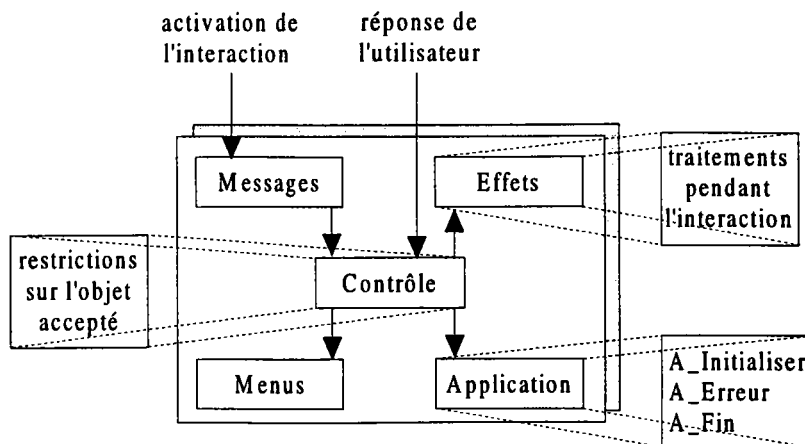 activation de
l'interaction
réponse de
l'utilisateur
Messages
Effets
traitements
pendant
l'interaction
restrictions
sur l'objet
accepté
Contrôle
Menus
Application
A_Initialiser
A_Erreur
A_Fin